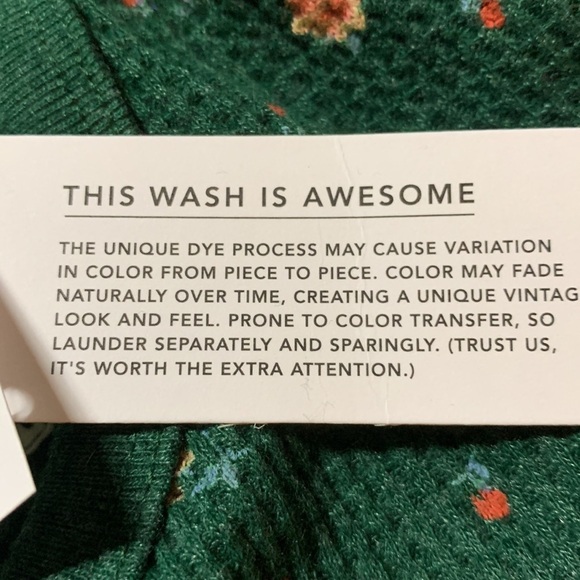 THIS WASH IS AWESOME
THE UNIQUE DYE PROCESS MAY CAUSE VARIATION
IN COLOR FROM PIECE TO PIECE. COLOR MAY FADE
NATURALLY OVER TIME, CREATING A UNIQUE VINTAG
LOOK AND FEEL. PRONE TO COLOR TRANSFER, SO
LAUNDER SEPARATELY AND SPARINGLY. (TRUST US,
IT'S WORTH THE EXTRA ATTENTION.)